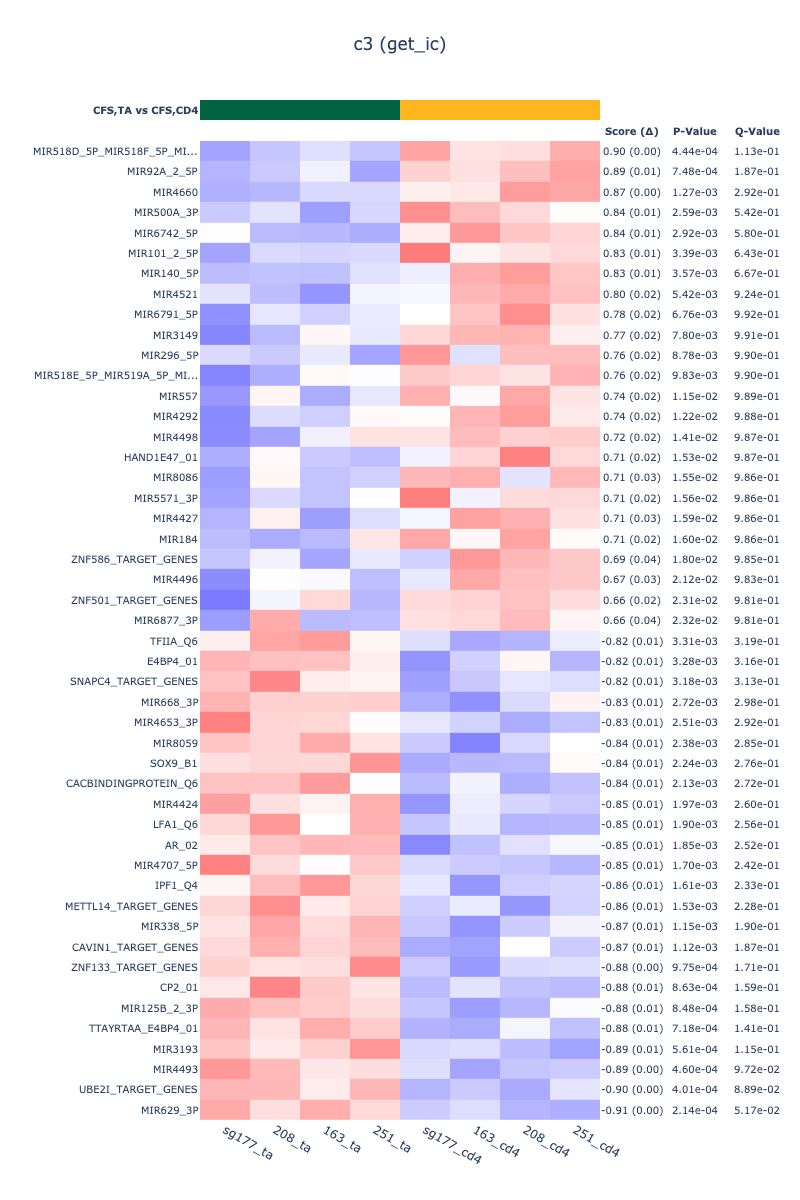 c3 (get_ic)
CFS,TA vs CFS,CD4
Score (Δ) P-Value Q-Value
MIR518D_5P_MIR518F_5P_MI... 0.90 (0.00) 4.44e-04 1.13e-01
MIR92A_2_5P 0.89 (0.01) 7.48e-04 1.87e-01
MIR4660 0.87 (0.00) 1.27e-03 2.92e-01
MIR500A_3P 0.84 (0.01) 2.59e-03 5.42e-01
MIR6742_5P 0.84 (0.01) 2.92e-03 5.80e-01
MIR101_2_5P 0.83 (0.01) 3.39e-03 6.43e-01
MIR140_5P 0.83 (0.01) 3.57e-03 6.67e-01
MIR4521 0.80 (0.02) 5.42e-03 9.24e-01
MIR6791_5P 0.78 (0.02) 6.76e-03 9.92e-01
MIR3149 0.77 (0.02) 7.80e-03 9.91e-01
MIR296_5P 0.76 (0.02) 8.78e-03 9.90e-01
MIR518E_5P_MIR519A_5P_MI... 0.76 (0.02) 9.83e-03 9.90e-01
MIR557 0.74 (0.02) 1.15e-02 9.89e-01
MIR4292 0.74 (0.02) 1.22e-02 9.88e-01
MIR4498 0.72 (0.02) 1.41e-02 9.87e-01
HAND1E47_01 0.71 (0.02) 1.53e-02 9.87e-01
MIR8086 0.71 (0.03) 1.55e-02 9.86e-01
MIR5571_3P 0.71 (0.02) 1.56e-02 9.86e-01
MIR4427 0.71 (0.03) 1.59e-02 9.86e-01
MIR184 0.71 (0.02) 1.60e-02 9.86e-01
ZNF586_TARGET_GENES 0.69 (0.04) 1.80e-02 9.85e-01
MIR4496 0.67 (0.03) 2.12e-02 9.83e-01
ZNF501_TARGET_GENES 0.66 (0.02) 2.31e-02 9.81e-01
MIR6877_3P 0.66 (0.04) 2.32e-02 9.81e-01
TFIIA_Q6 -0.82 (0.01) 3.31e-03 3.19e-01
E4BP4_01 -0.82 (0.01) 3.28e-03 3.16e-01
SNAPC4_TARGET_GENES -0.82 (0.01) 3.18e-03 3.13e-01
MIR668_3P -0.83 (0.01) 2.72e-03 2.98e-01
MIR4653_3P -0.83 (0.01) 2.51e-03 2.92e-01
MIR8059 -0.84 (0.01) 2.38e-03 2.85e-01
SOX9_B1 -0.84 (0.01) 2.24e-03 2.76e-01
CACBINDINGPROTEIN_Q6 -0.84 (0.01) 2.13e-03 2.72e-01
MIR4424 -0.85 (0.01) 1.97e-03 2.60e-01
LFA1_Q6 -0.85 (0.01) 1.90e-03 2.56e-01
AR_02 -0.85 (0.01) 1.85e-03 2.52e-01
MIR4707_5P -0.85 (0.01) 1.70e-03 2.42e-01
IPF1_Q4 -0.86 (0.01) 1.61e-03 2.33e-01
METTL14_TARGET_GENES -0.86 (0.01) 1.53e-03 2.28e-01
MIR338_5P -0.87 (0.01) 1.15e-03 1.90e-01
CAVIN1_TARGET_GENES -0.87 (0.01) 1.12e-03 1.87e-01
ZNF133_TARGET_GENES -0.88 (0.00) 9.75e-04 1.71e-01
CP2_01 -0.88 (0.01) 8.63e-04 1.59e-01
MIR125B_2_3P -0.88 (0.01) 8.48e-04 1.58e-01
TTAYRTAA_E4BP4_01 -0.88 (0.01) 7.18e-04 1.41e-01
MIR3193 -0.89 (0.01) 5.61e-04 1.15e-01
MIR4493 -0.89 (0.00) 4.60e-04 9.72e-02
UBE2I_TARGET_GENES -0.90 (0.00) 4.01e-04 8.89e-02
MIR629_3P -0.91 (0.00) 2.14e-04 5.17e-02
sg177_ta 208_ta 163_ta 251_ta sg177_cd4 163_cd4 208_cd4 251_cd4